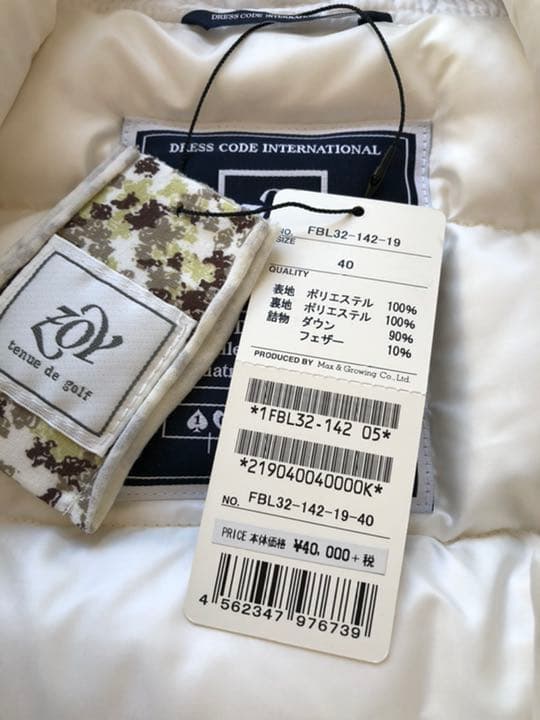 DRESS CODE INTERNATIONAL
DRESS CODE INTERNATIONAL
ZOY
tenue de golf
NO. FBL32-142-19
SIZE 40
QUALITY
表地 ポリエステル 100%
裏地 ポリエステル 100%
詰物 ダウン 90%
フェザー 10%
PRODUCED BY Max & Growing Co., Ltd.
*1FBL32-142 05*
*219040040000K*
NO. FBL32-142-19-40
PRICE 本体価格 ¥40,000+税
4 562347 976739
1